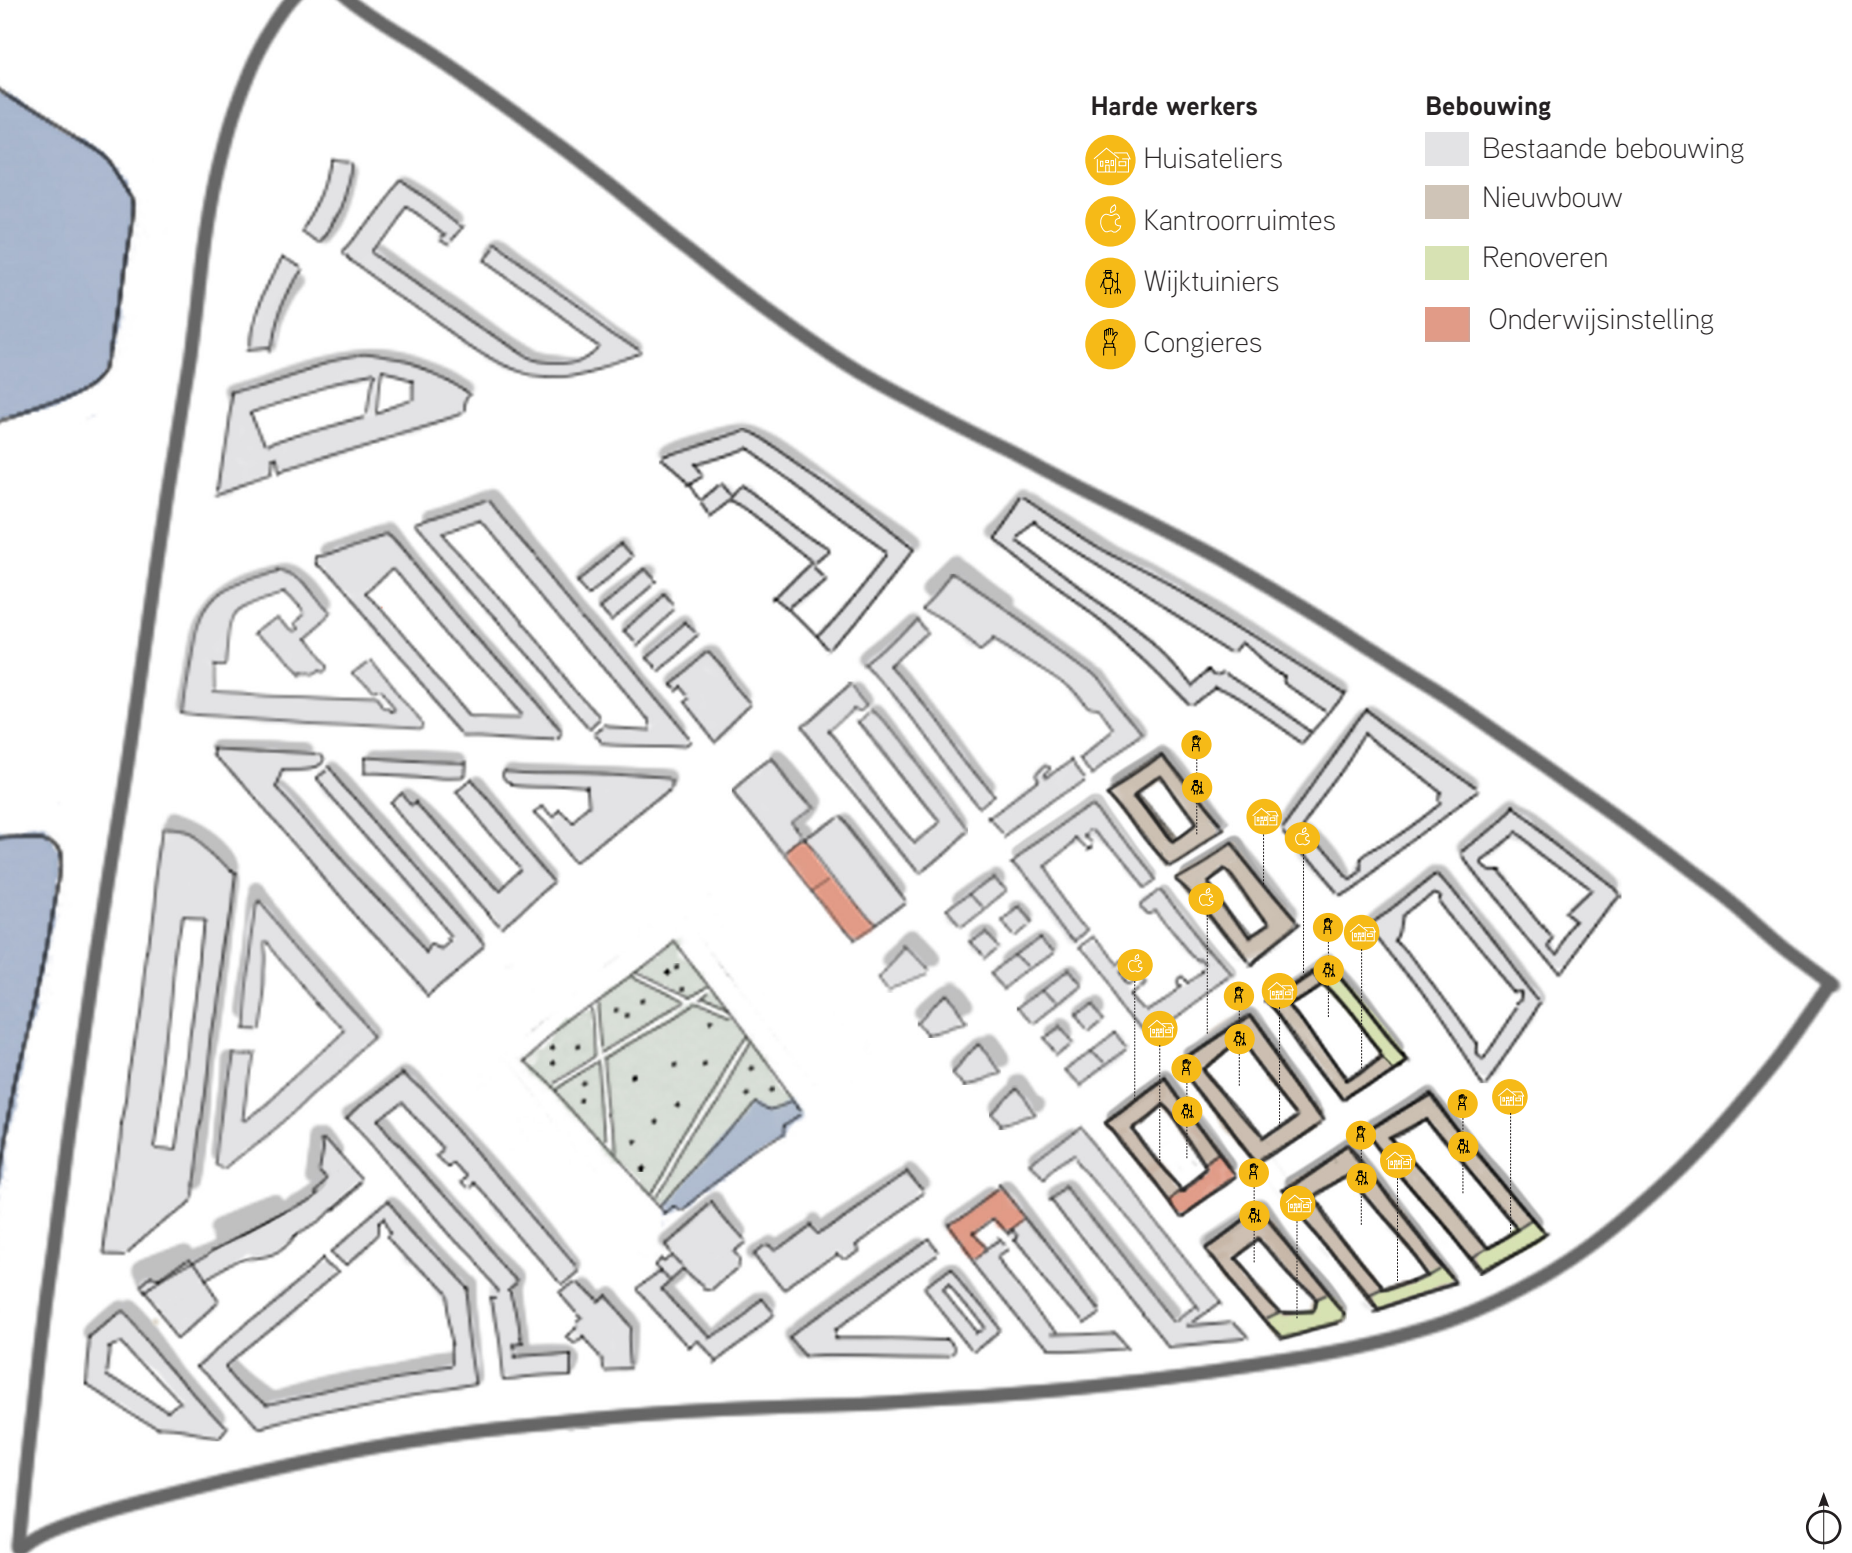 Harde werkers
Huisateliers
Kantroorruimtes
Wijktuiniers
Congieres
Bebouwing
Bestaande bebouwing
Nieuwbouw
Renoveren
Onderwijsinstelling